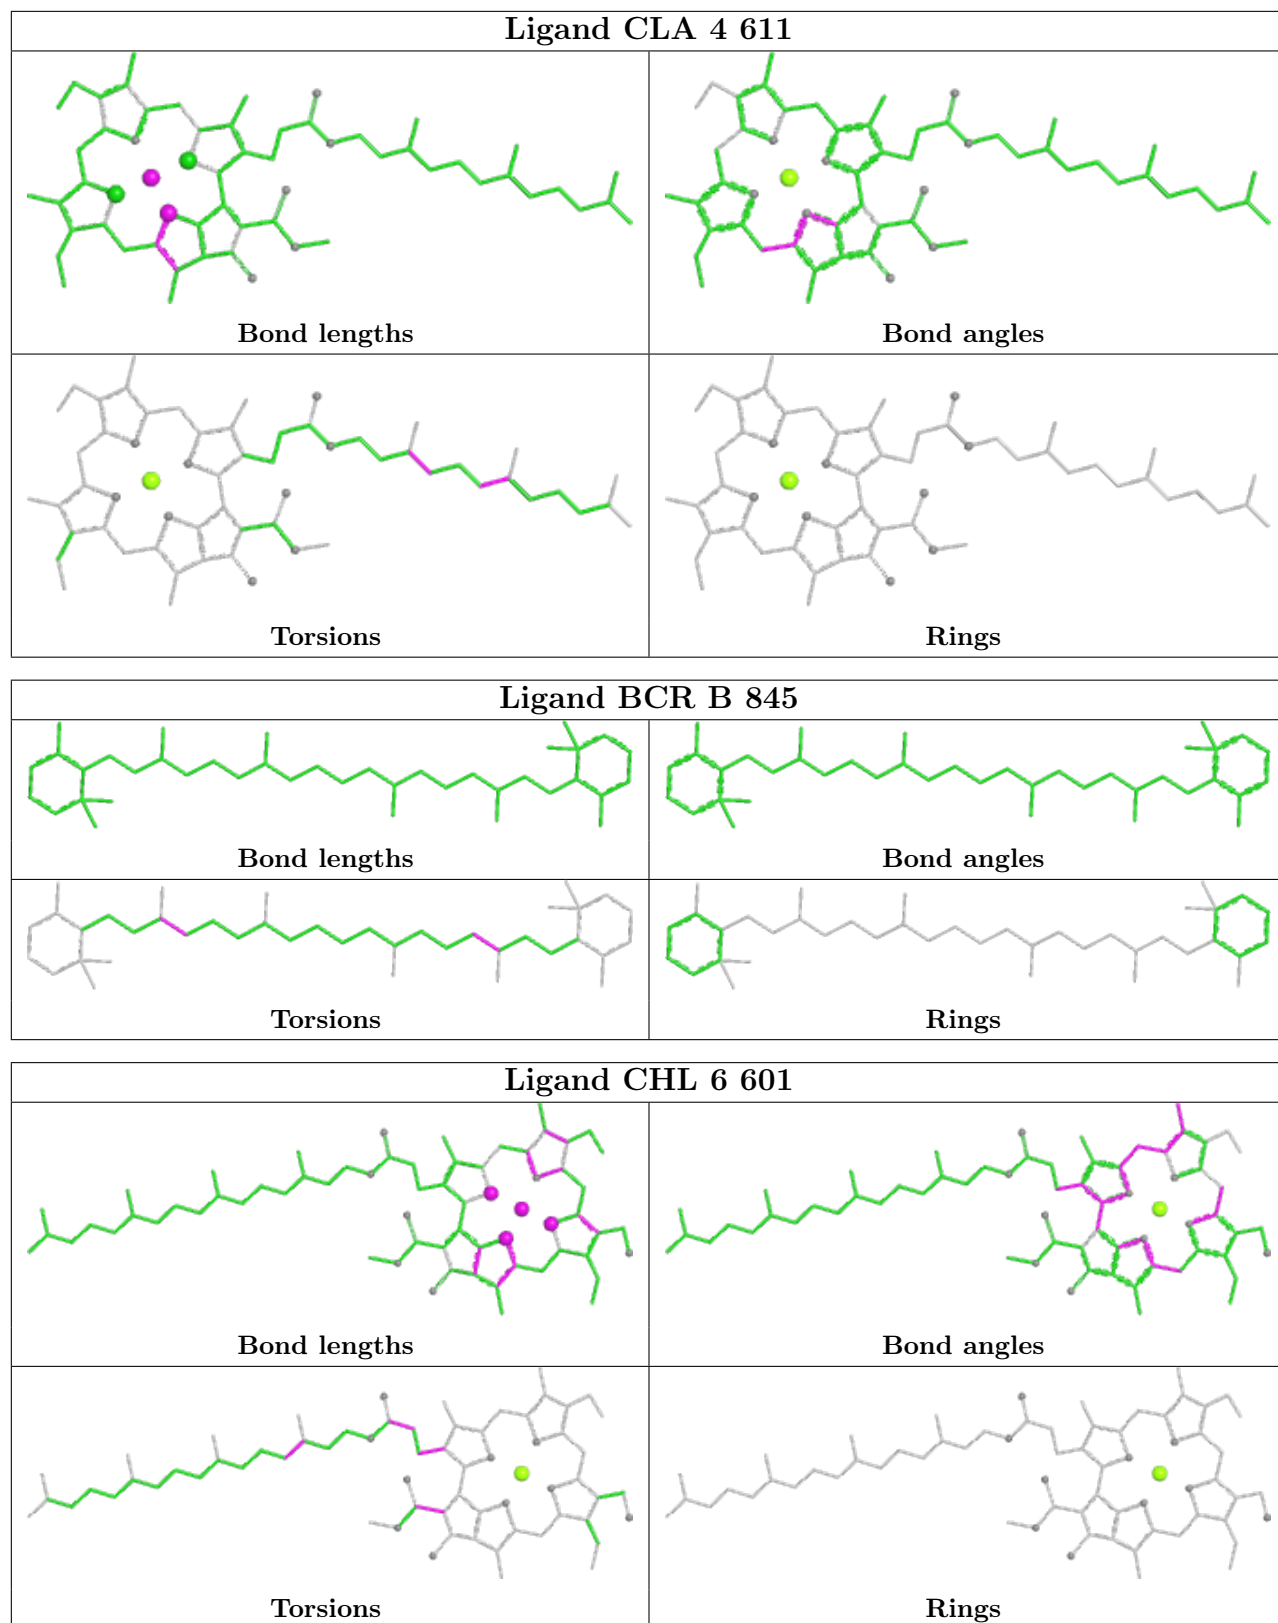 Ligand CLA 4 611
Bond lengths
Bond angles
Torsions
Rings
Ligand BCR B 845
Bond lengths
Bond angles
Torsions
Rings
Ligand CHL 6 601
Bond lengths
Bond angles
Torsions
Rings